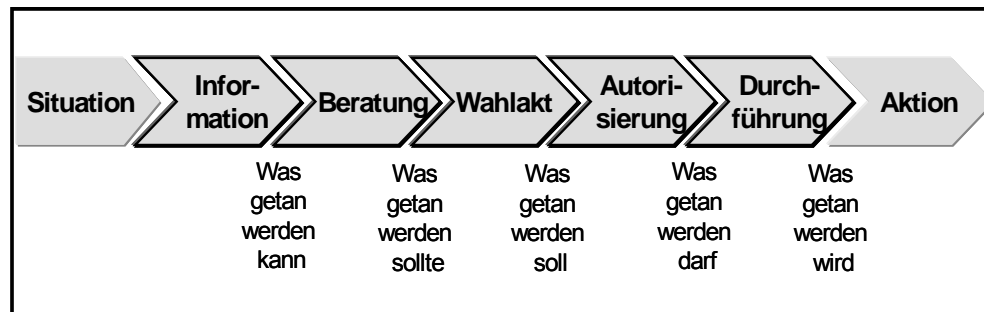 Situation
Infor-
mation
Beratung
Wahlakt
Autori-
sierung
Durch-
führung
Aktion
Was
getan
werden
kann
Was
getan
werden
sollte
Was
getan
werden
soll
Was
getan
werden
darf
Was
getan
werden
wird